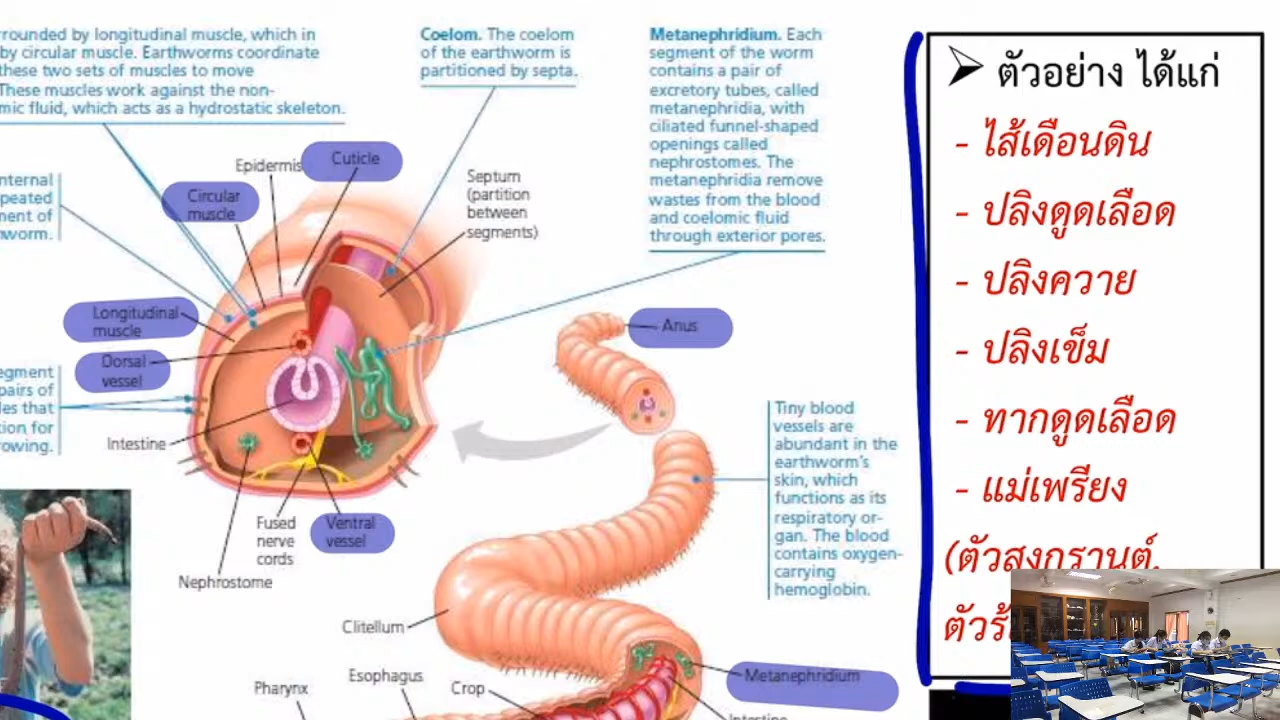 rounded by longitudinal muscle, which in
by circular muscle. Earthworms coordinate
these two sets of muscles to move
These muscles work against the non-
mic fluid, which acts as a hydrostatic skeleton.
Coelom. The coelom
of the earthworm is
partitioned by septa.
Metanephridium. Each
segment of the worm
contains a pair of
excretory tubes, called
metanephridia, with
ciliated funnel-shaped
openings called
nephrostomes. The
metanephridia remove
wastes from the blood
and coelomic fluid
through exterior pores.
Epidermis
Cuticle
Circular
muscle
Septum
(partition
between
segments)
nternal
peated
ment of
worm.
Longitudinal
muscle
Dorsal
vessel
Anus
egment
pairs of
les that
tion for
rowing.
Intestine
Tiny blood
vessels are
abundant in the
earthworm's
skin, which
functions as its
respiratory or-
gan. The blood
contains oxygen-
carrying
hemoglobin.
Fused
nerve
cords
Ventral
vessel
Nephrostome
Clitellum
Esophagus
Pharynx
Crop
Metanephridium
Intestine
➢ ตัวอย่าง ได้แก่
- ไส้เดือนดิน
- ปลิงดูดเลือด
- ปลิงควาย
- ปลิงเข็ม
- ทากดูดเลือด
- แม่เพรียง
(ตัวสงกรานต์,